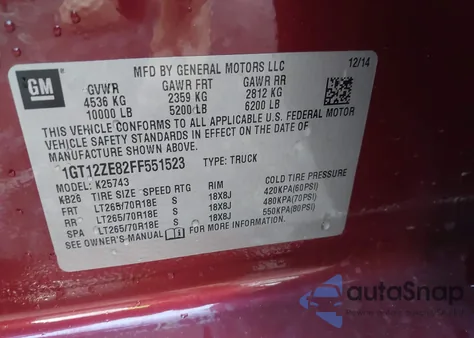 MFD BY GENERAL MOTORS LLC 12/14
GM
GVWR GAWR FRT GAWR RR
4536 KG 2359 KG 2812 KG
10000 LB 5200 LB 6200 LB
THIS VEHICLE CONFORMS TO ALL APPLICABLE U.S. FEDERAL MOTOR
VEHICLE SAFETY STANDARDS IN EFFECT ON THE DATE OF
MANUFACTURE SHOWN ABOVE.
1GT12ZE82FF551523 TYPE: TRUCK
MODEL: K25743
KB26 TIRE SIZE SPEED RTG RIM COLD TIRE PRESSURE
FRT LT265/70R18E S 18X8J 420KPA(60PSI)
RR LT265/70R18E S 18X8J 480KPA(70PSI)
SPA LT265/70R18E S 18X8J 550KPA(80PSI)
SEE OWNER'S MANUAL FOR ADDITIONAL INFORMATION
autoSnap